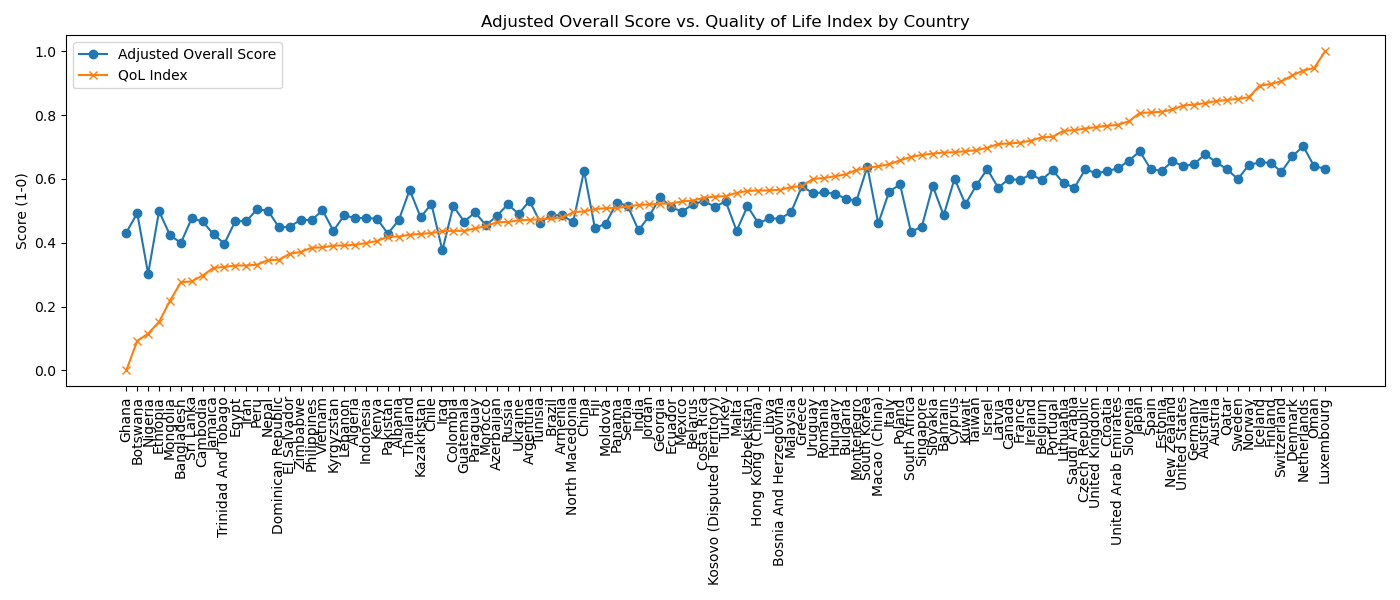 Adjusted Overall Score vs. Quality of Life Index by Country
Adjusted Overall Score
QoL Index
Score (1-0)
1.0
0.8
0.6
0.4
0.2
0.0
Ghana
Botswana
Nigeria
Ethiopia
Mongolia
Bangladesh
Sri Lanka
Cambodia
Jamaica
Trinidad And Tobago
Egypt
Iran
Peru
Nepal
Dominican Republic
El Salvador
Zimbabwe
Philippines
Vietnam
Kyrgyzstan
Lebanon
Algeria
Indonesia
Kenya
Pakistan
Albania
Thailand
Kazakhstan
Chile
Iraq
Colombia
Guatemala
Paraguay
Morocco
Azerbaijan
Russia
Ukraine
Argentina
Tunisia
Brazil
Armenia
North Macedonia
China
Fiji
Moldova
Panama
Serbia
India
Jordan
Georgia
Ecuador
Mexico
Belarus
Costa Rica
Kosovo (Disputed Territory)
Turkey
Malta
Uzbekistan
Hong Kong (China)
Libya
Bosnia And Herzegovina
Malaysia
Greece
Uruguay
Romania
Hungary
Bulgaria
Montenegro
South Korea
Macao (China)
Italy
Poland
South Africa
Singapore
Slovakia
Bahrain
Cyprus
Kuwait
Taiwan
Israel
Latvia
Canada
France
Ireland
Belgium
Portugal
Lithuania
Saudi Arabia
Czech Republic
United Kingdom
Croatia
United Arab Emirates
Slovenia
Japan
Spain
Estonia
New Zealand
United States
Germany
Australia
Austria
Qatar
Sweden
Norway
Iceland
Finland
Switzerland
Denmark
Netherlands
Oman
Luxembourg